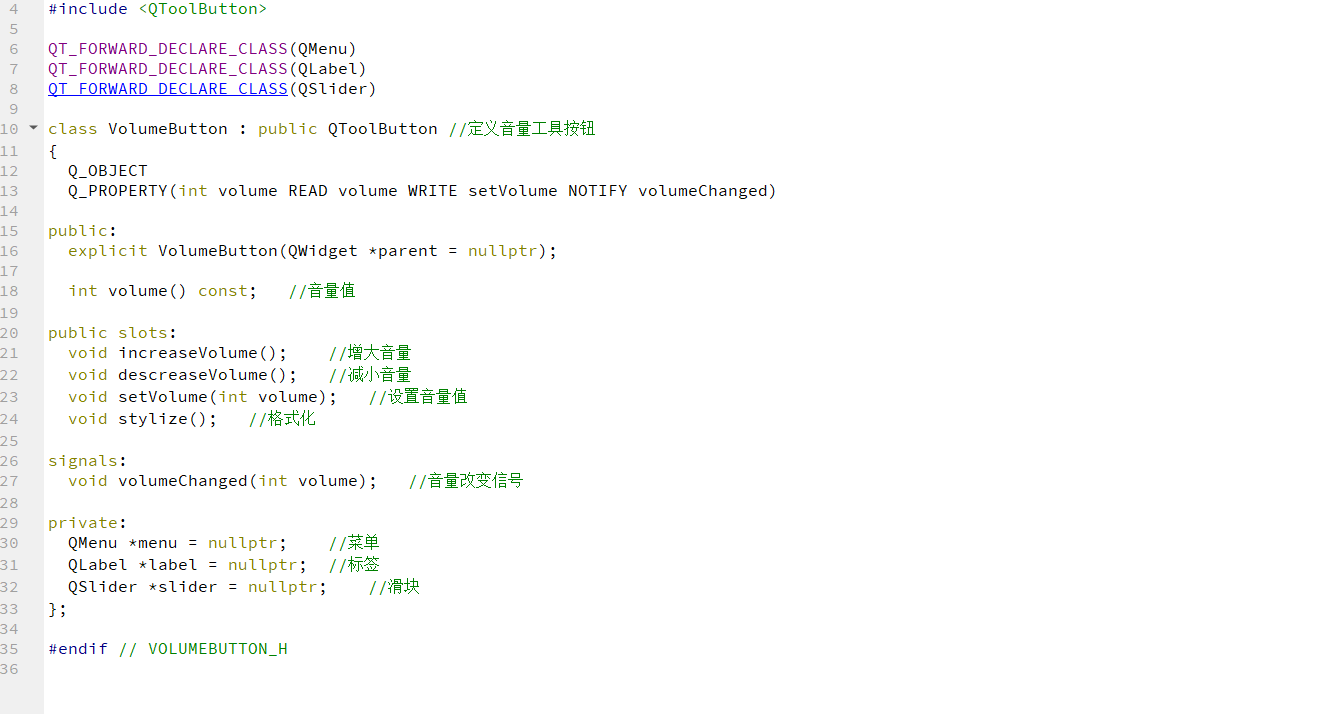 4 #include <QToolButton>
5
6 QT_FORWARD_DECLARE_CLASS(QMenu)
7 QT_FORWARD_DECLARE_CLASS(QLabel)
8 QT_FORWARD_DECLARE_CLASS(QSlider)
9
10 class VolumeButton : public QToolButton //定义音量工具按钮
11 {
12   Q_OBJECT
13   Q_PROPERTY(int volume READ volume WRITE setVolume NOTIFY volumeChanged)
14
15 public:
16   explicit VolumeButton(QWidget *parent = nullptr);
17
18   int volume() const;   //音量值
19
20 public slots:
21   void increaseVolume();    //增大音量
22   void descreaseVolume();   //减小音量
23   void setVolume(int volume);   //设置音量值
24   void stylize();   //格式化
25
26 signals:
27   void volumeChanged(int volume);   //音量改变信号
28
29 private:
30   QMenu *menu = nullptr;    //菜单
31   QLabel *label = nullptr;  //标签
32   QSlider *slider = nullptr;    //滑块
33 };
34
35 #endif // VOLUMEBUTTON_H
36